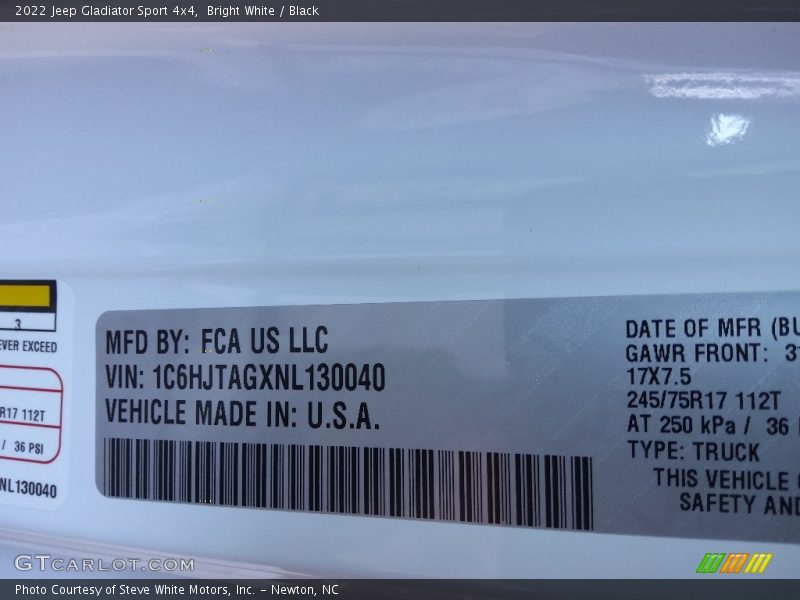 2022 Jeep Gladiator Sport 4x4, Bright White / Black
3
EVER EXCEED
R17 112T
/ 36 PSI
NL130040
MFD BY: FCA US LLC
VIN: 1C6HJTAGXNL130040
VEHICLE MADE IN: U.S.A.
DATE OF MFR (BU
GAWR FRONT: 3
17X7.5
245/75R17 112T
AT 250 kPa / 36
TYPE: TRUCK
THIS VEHICLE
SAFETY AND
GTCARLOT.COM
Photo Courtesy of Steve White Motors, Inc. – Newton, NC